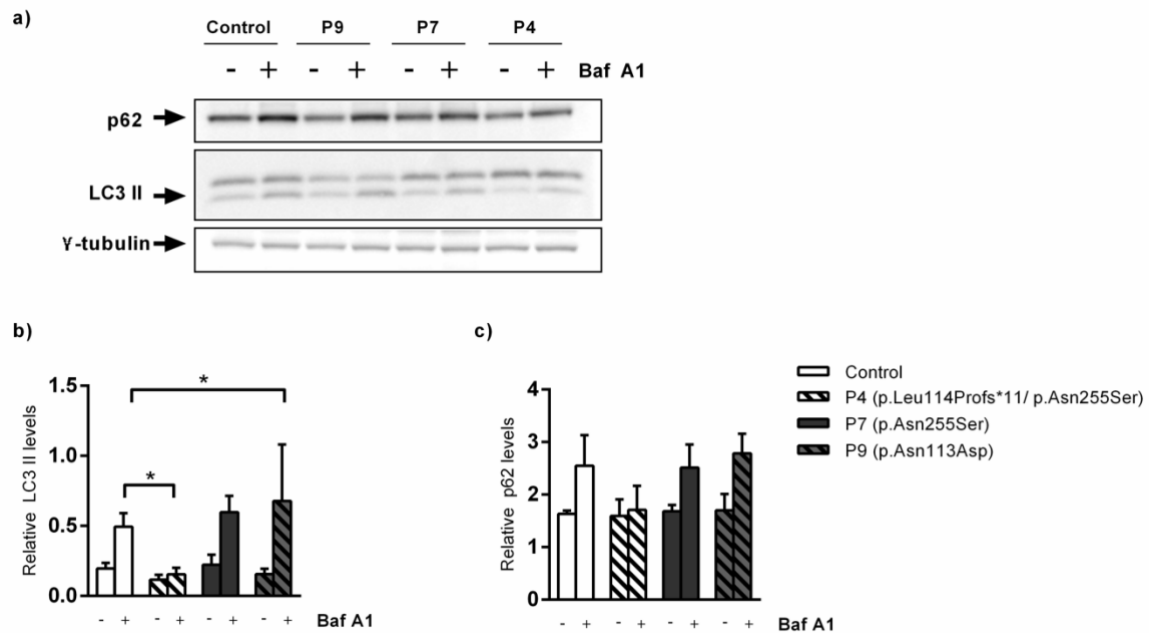 a)
Control P9 P7 P4
- + - + - + - + Baf A1
p62
LC3 II
Ɣ-tubulin
b)
c)
Relative LC3 II levels
1.5
1.0
0.5
0.0
- + - + - + - + Baf A1
*
*
Relative p62 levels
4
3
2
1
0
- + - + - + - + Baf A1
Control
P4 (p.Leu114Profs*11/ p.Asn255Ser)
P7 (p.Asn255Ser)
P9 (p.Asn113Asp)